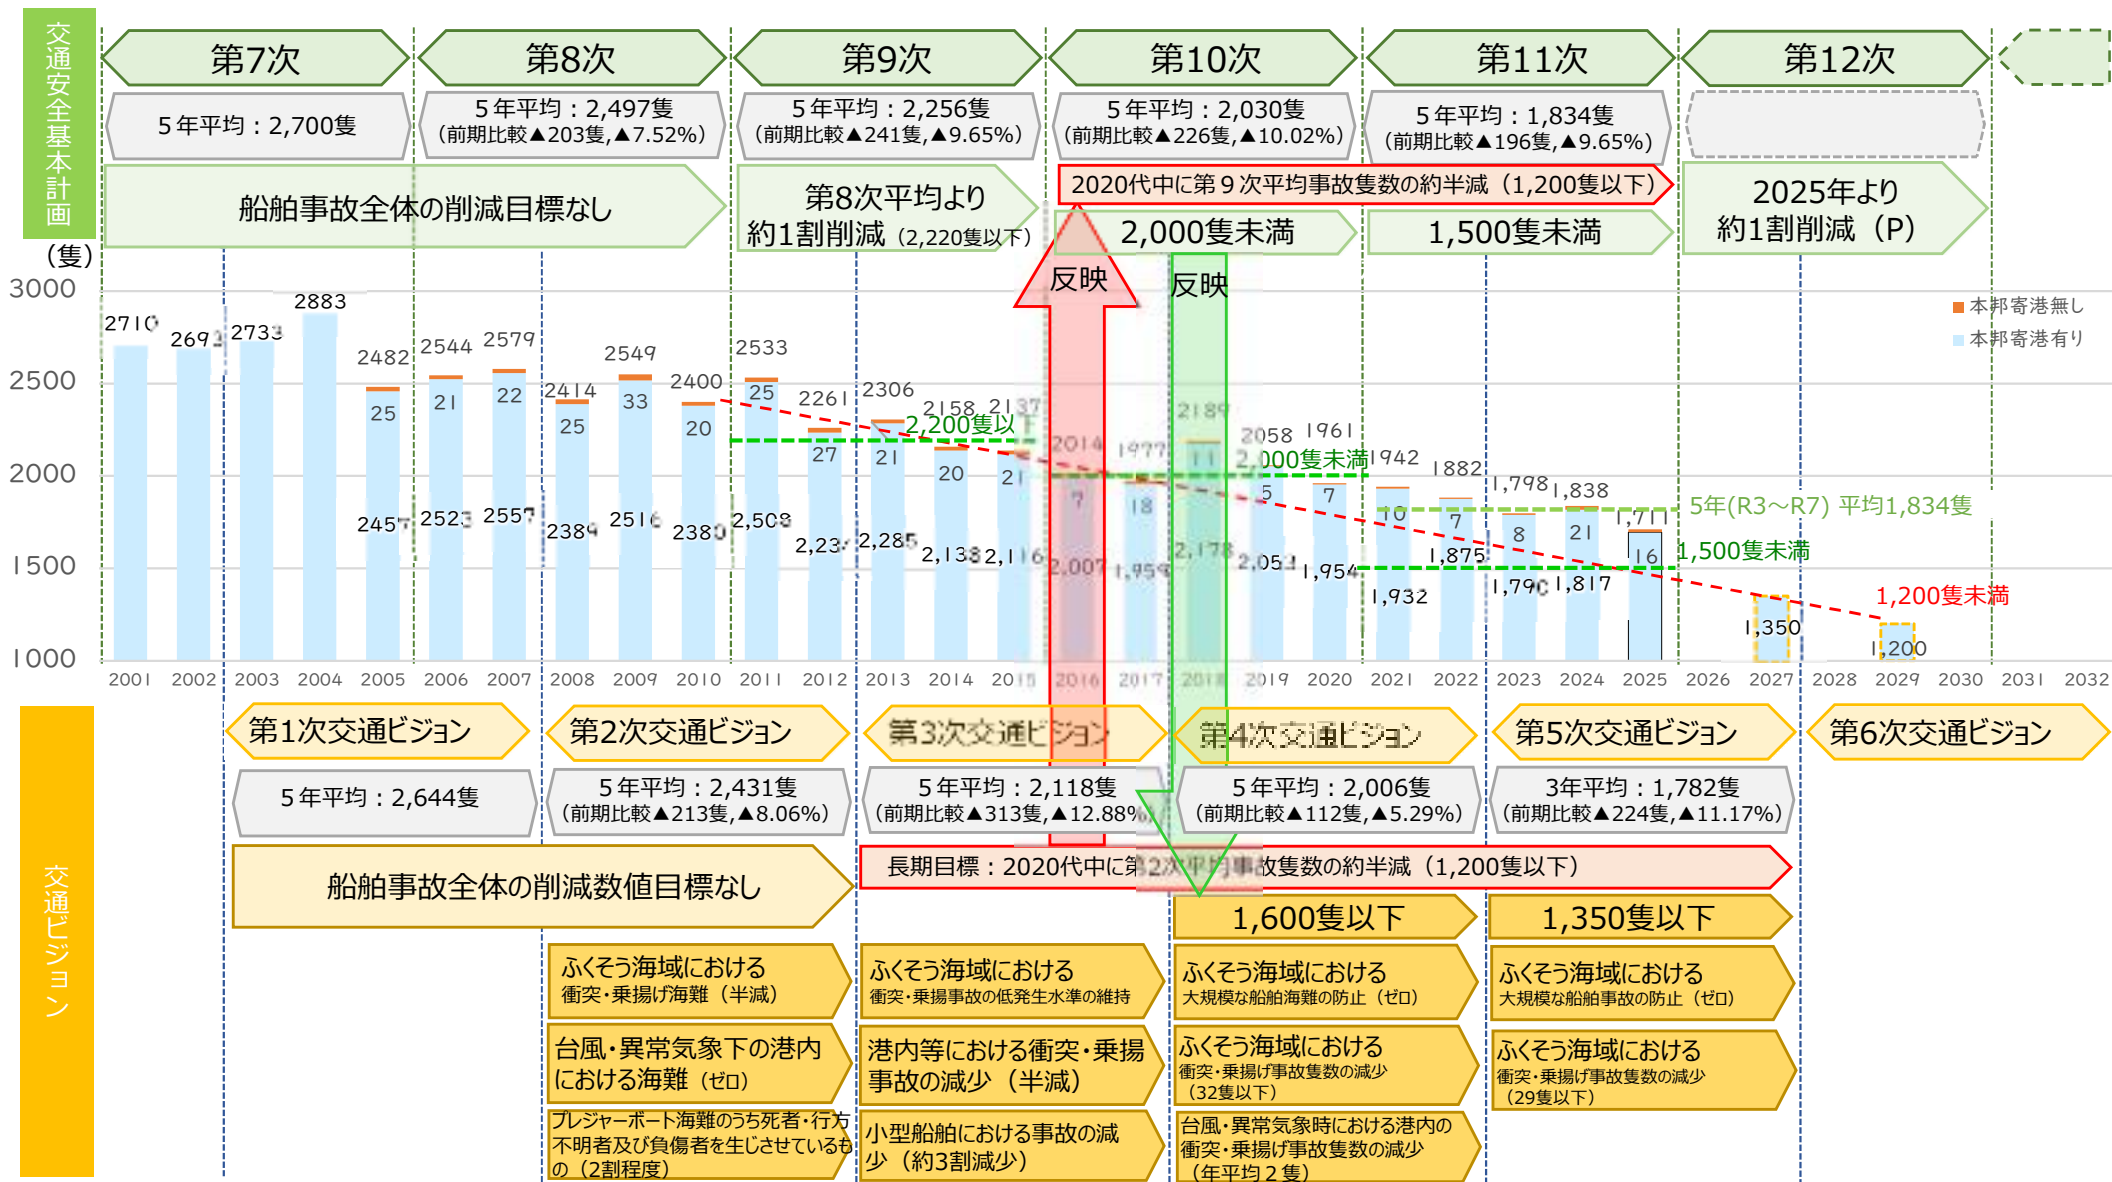 交通安全基本計画
第7次
第8次
第9次
第10次
第11次
第12次
5年平均：2,700隻
5年平均：2,497隻
（前期比較▲203隻,▲7.52%）
5年平均：2,256隻
（前期比較▲241隻,▲9.65%）
5年平均：2,030隻
（前期比較▲226隻,▲10.02%）
5年平均：1,834隻
（前期比較▲196隻,▲9.65%）
船舶事故全体の削減目標なし
第8次平均より
約1割削減（2,220隻以下）
2020代中に第９次平均事故隻数の約半減（1,200隻以下）
2,000隻未満
1,500隻未満
2025年より
約1割削減（P）
反映
反映
（隻）
3000
2500
2000
1500
1000
本邦寄港無し
本邦寄港有り
2710
2733
2883
2482
2544
2579
2414
2549
2400
2533
2261
2306
2158
2137
2014
1977
2189
2058
1961
1942
1882
1,798
1,838
1,711
25
21
22
25
33
20
25
27
21
20
21
7
18
11
5
7
10
7
8
21
16
2457
2523
2557
2389
2516
2380
2,508
2,285
2,138
2,116
2,007
1,959
2,178
2,053
1,954
1,932
1,875
1,790
1,817
1,350
1,200
2,200隻以下
2,000隻未満
5年(R3～R7) 平均1,834隻
1,500隻未満
1,200隻未満
2001 2002 2003 2004 2005 2006 2007 2008 2009 2010 2011 2012 2013 2014 2015 2016 2017 2018 2019 2020 2021 2022 2023 2024 2025 2026 2027 2028 2029 2030 2031 2032
交通ビジョン
第1次交通ビジョン
第2次交通ビジョン
第3次交通ビジョン
第4次交通ビジョン
第5次交通ビジョン
第6次交通ビジョン
5年平均：2,644隻
5年平均：2,431隻
（前期比較▲213隻,▲8.06%）
5年平均：2,118隻
（前期比較▲313隻,▲12.88%）
5年平均：2,006隻
（前期比較▲112隻,▲5.29%）
3年平均：1,782隻
（前期比較▲224隻,▲11.17%）
船舶事故全体の削減数値目標なし
長期目標：2020代中に第2次平均事故隻数の約半減（1,200隻以下）
1,600隻以下
1,350隻以下
ふくそう海域における
衝突・乗揚げ海難（半減）
台風・異常気象下の港内
における海難（ゼロ）
プレジャーボート海難のうち死者・行方
不明者及び負傷者を生じさせているも
の（2割程度）
ふくそう海域における
衝突・乗揚事故の低発生水準の維持
港内等における衝突・乗揚
事故の減少（半減）
小型船舶における事故の減
少（約3割減少）
ふくそう海域における
大規模な船舶海難の防止（ゼロ）
ふくそう海域における
衝突・乗揚げ事故隻数の減少
（32隻以下）
台風・異常気象時における港内の
衝突・乗揚げ事故隻数の減少
（年平均２隻）
ふくそう海域における
大規模な船舶事故の防止（ゼロ）
ふくそう海域における
衝突・乗揚げ事故隻数の減少
（29隻以下）